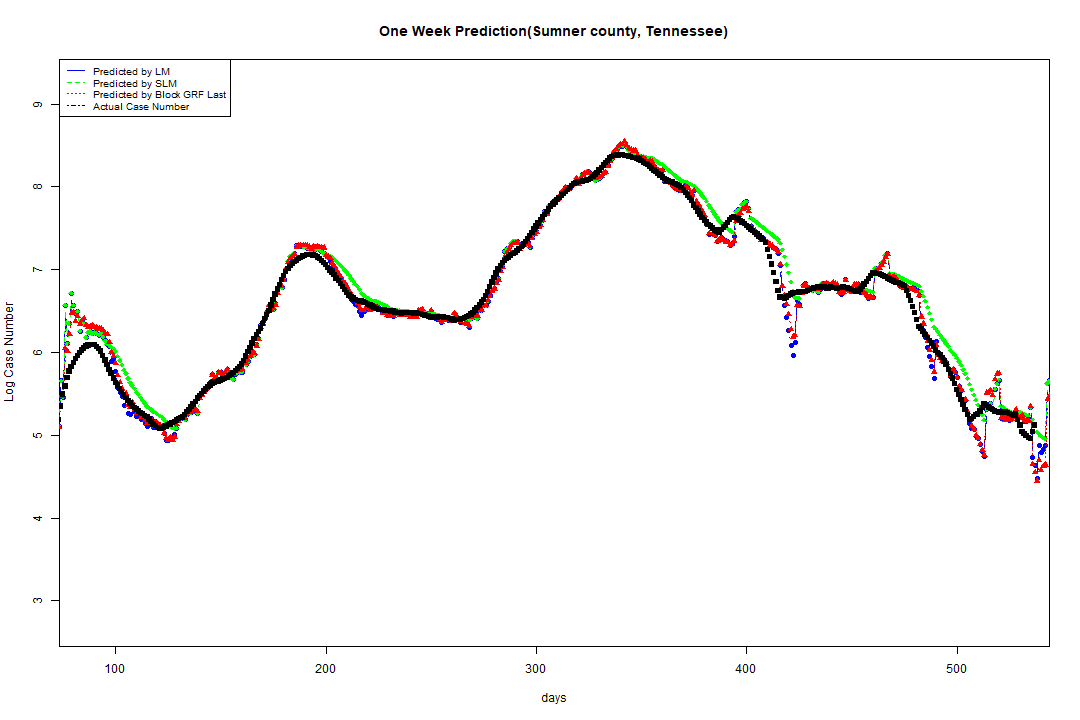 One Week Prediction(Sumner county, Tennessee)
Predicted by LM
Predicted by SLM
Predicted by Block GRF Last
Actual Case Number
9
8
7
6
5
4
3
Log Case Number
100 200 300 400 500
days